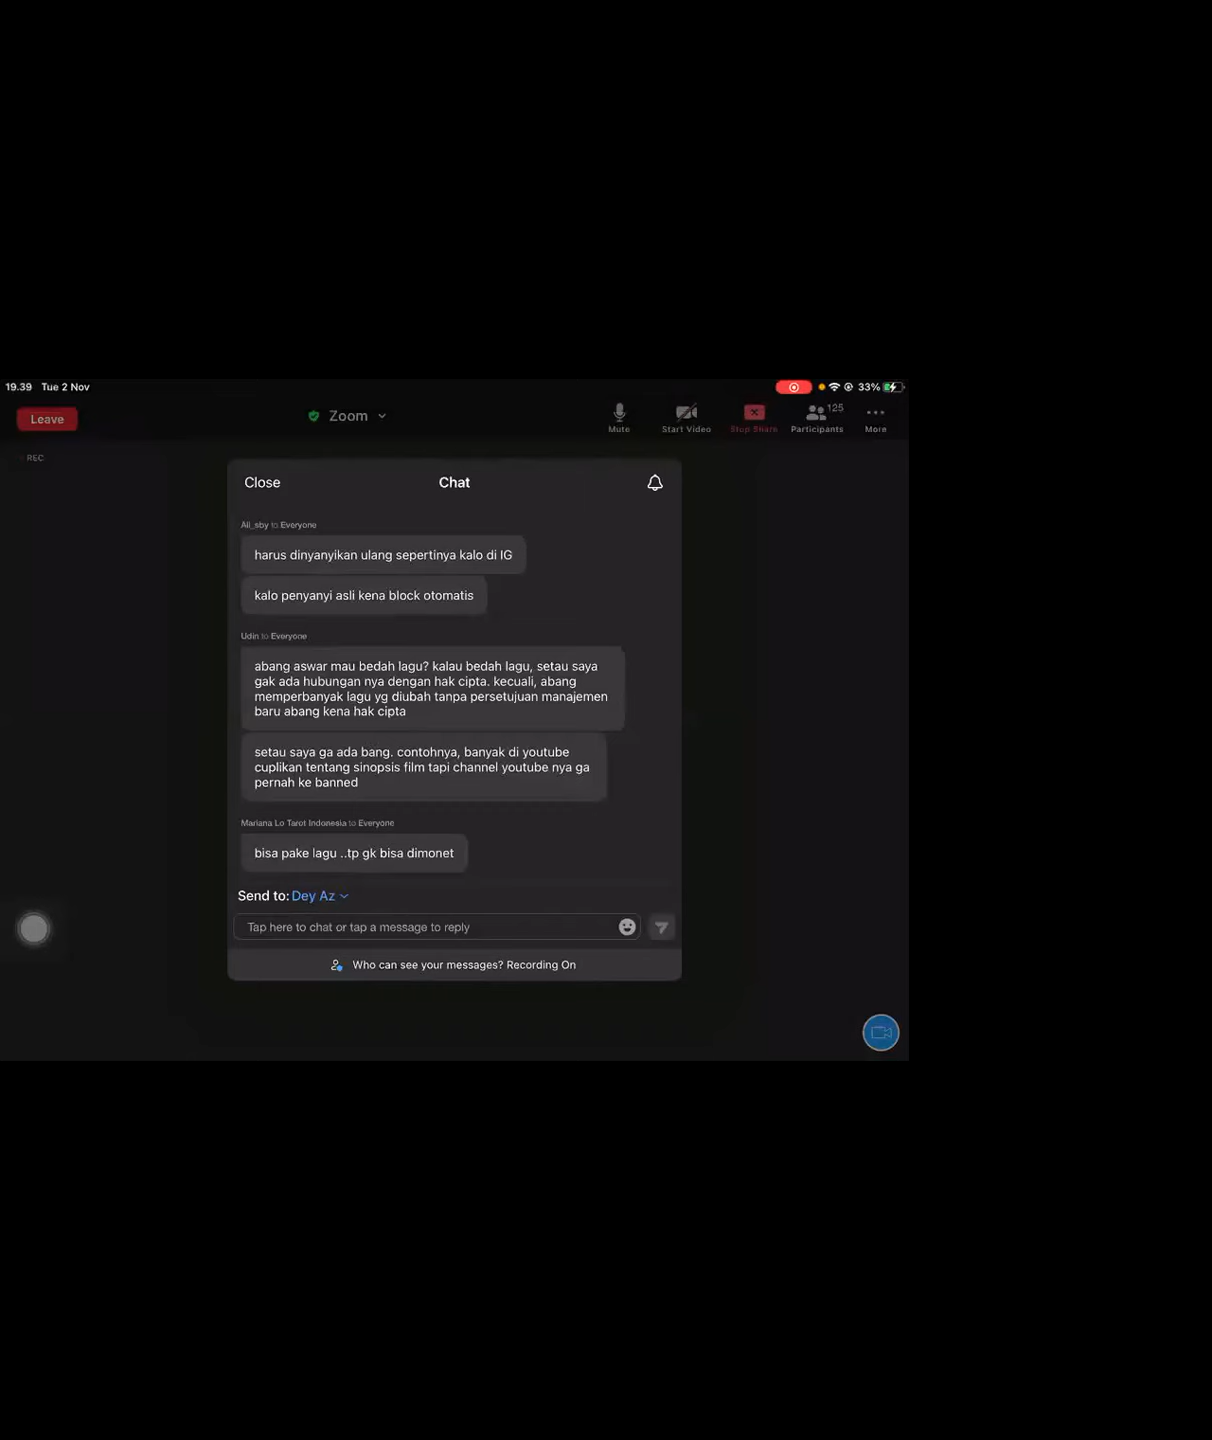 19.39 Tue 2 Nov
33%
Leave
Zoom
Mute
Start Video
Stop Share
125
Participants
More
REC
Close
Chat
Ali_sby to Everyone
harus dinyanyikan ulang sepertinya kalo di IG
kalo penyanyi asli kena block otomatis
Udin to Everyone
abang aswar mau bedah lagu? kalau bedah lagu, setau saya
gak ada hubungan nya dengan hak cipta. kecuali, abang
memperbanyak lagu yg diubah tanpa persetujuan manajemen
baru abang kena hak cipta
setau saya ga ada bang. contohnya, banyak di youtube
cuplikan tentang sinopsis film tapi channel youtube nya ga
pernah ke banned
Mariana Lo Tarot Indonesia to Everyone
bisa pake lagu ..tp gk bisa dimonet
Send to: Dey Az
Tap here to chat or tap a message to reply
Who can see your messages? Recording On